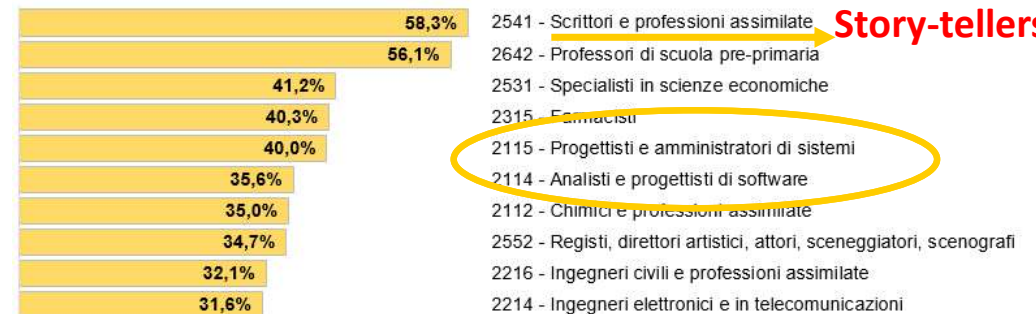 58,3% 2541 - Scrittori e professioni assimilate Story-tellers
56,1% 2642 - Professori di scuola pre-primaria
41,2% 2531 - Specialisti in scienze economiche
40,3% 2315 - Farmacisti
40,0% 2115 - Progettisti e amministratori di sistemi
35,6% 2114 - Analisti e progettisti di software
35,0% 2112 - Chimici e professioni assimilate
34,7% 2552 - Registi, direttori artistici, attori, sceneggiatori, scenografi
32,1% 2216 - Ingegneri civili e professioni assimilate
31,6% 2214 - Ingegneri elettronici e in telecomunicazioni